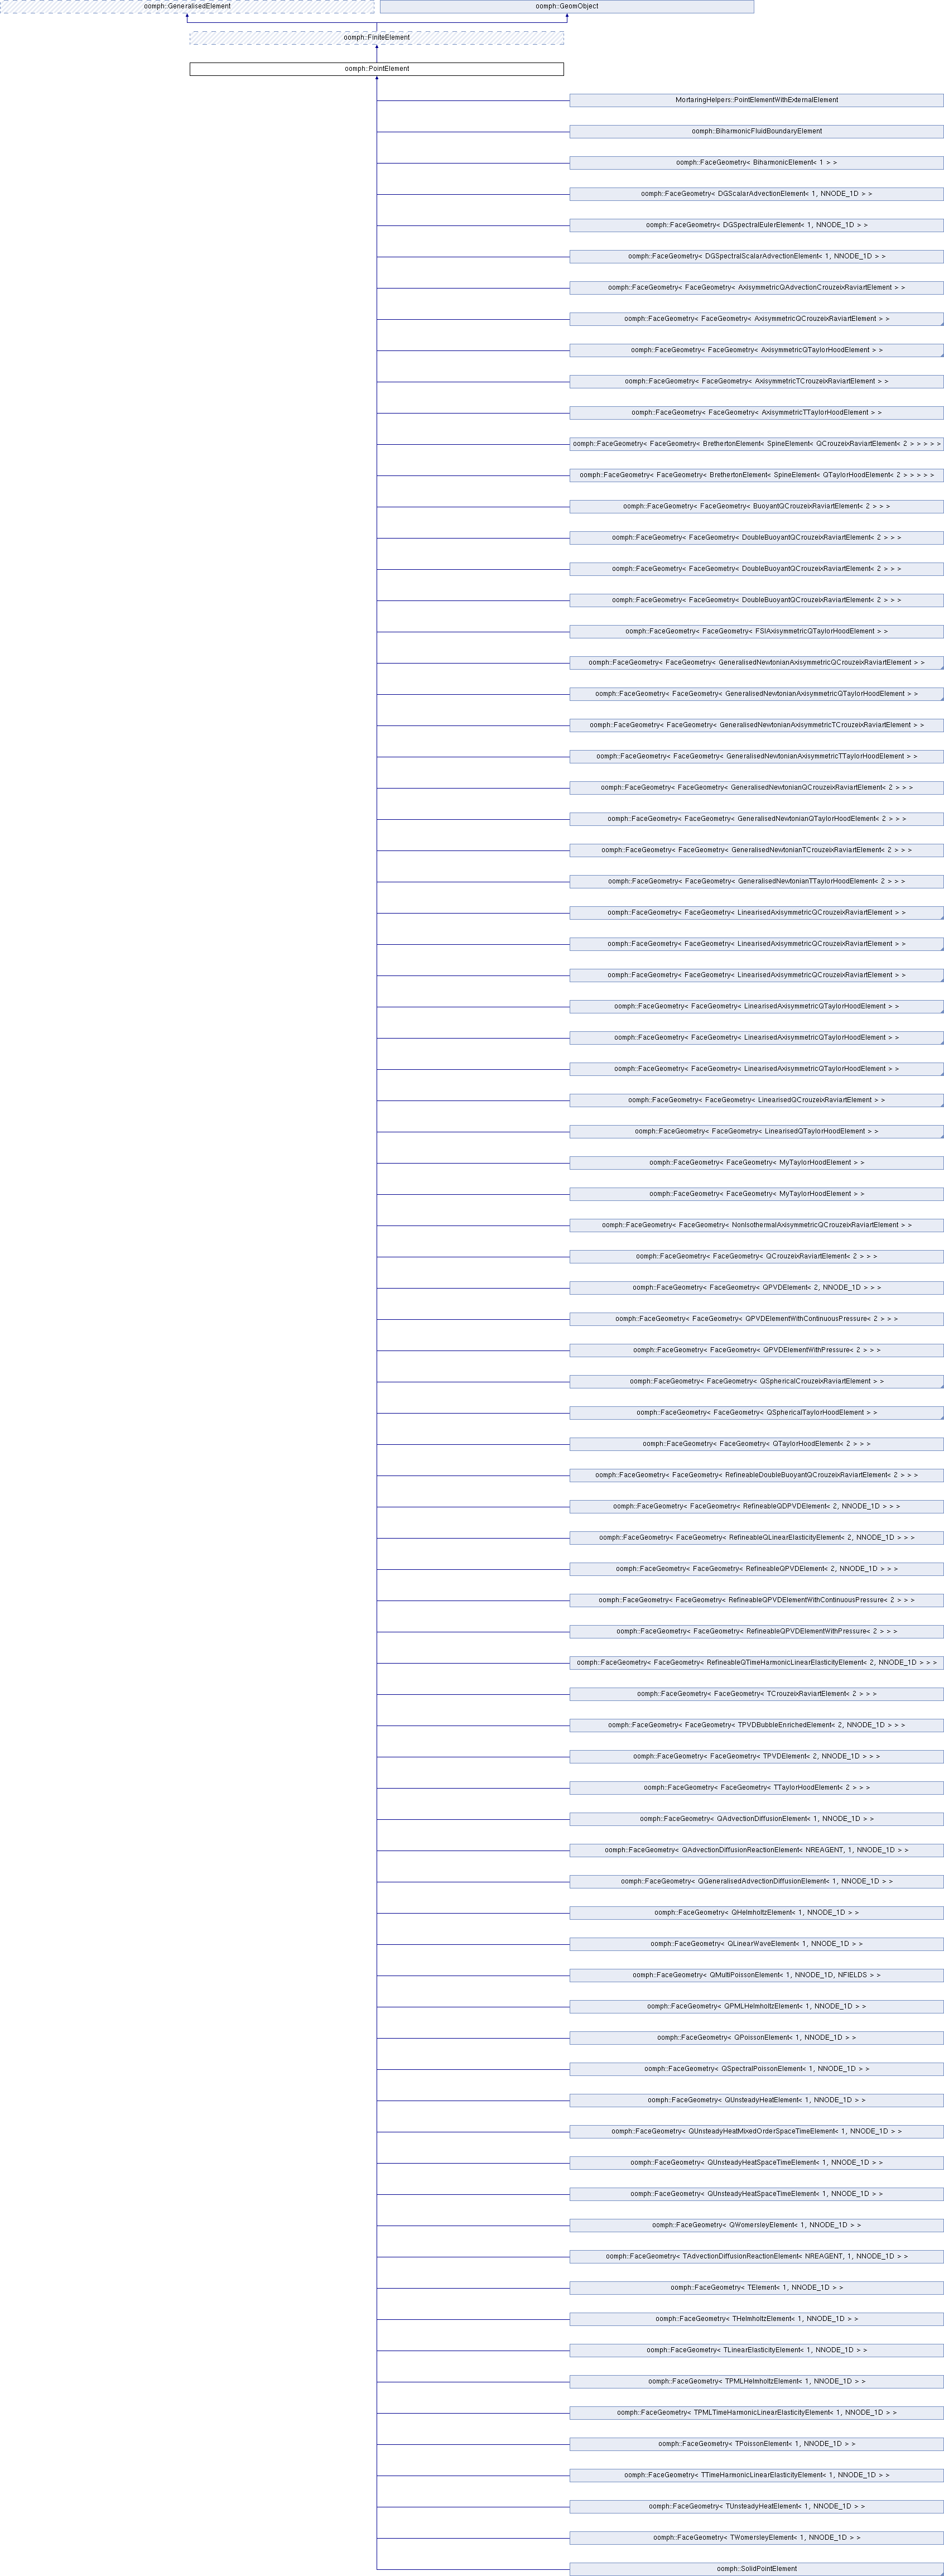 oomph::GeneralisedElement
oomph::GeomObject
oomph::FiniteElement
oomph::PointElement
MortaringHelpers::PointElementWithExternalElement
oomph::BiharmonicFluidBoundaryElement
oomph::FaceGeometry< BiharmonicElement< 1 > >
oomph::FaceGeometry< DGScalarAdvectionElement< 1, NNODE_1D > >
oomph::FaceGeometry< DGSpectralEulerElement< 1, NNODE_1D > >
oomph::FaceGeometry< DGSpectralScalarAdvectionElement< 1, NNODE_1D > >
oomph::FaceGeometry< FaceGeometry< AxisymmetricQAdvectionCrouzeixRaviartElement > >
oomph::FaceGeometry< FaceGeometry< AxisymmetricQCrouzeixRaviartElement > >
oomph::FaceGeometry< FaceGeometry< AxisymmetricQTaylorHoodElement > >
oomph::FaceGeometry< FaceGeometry< AxisymmetricTCrouzeixRaviartElement > >
oomph::FaceGeometry< FaceGeometry< AxisymmetricTTaylorHoodElement > >
oomph::FaceGeometry< FaceGeometry< BrethertonElement< SpineElement< QCrouzeixRaviartElement< 2 > > > > >
oomph::FaceGeometry< FaceGeometry< BrethertonElement< SpineElement< QTaylorHoodElement< 2 > > > > >
oomph::FaceGeometry< FaceGeometry< BuoyantQCrouzeixRaviartElement< 2 > > >
oomph::FaceGeometry< FaceGeometry< DoubleBuoyantQCrouzeixRaviartElement< 2 > > >
oomph::FaceGeometry< FaceGeometry< DoubleBuoyantQCrouzeixRaviartElement< 2 > > >
oomph::FaceGeometry< FaceGeometry< DoubleBuoyantQCrouzeixRaviartElement< 2 > > >
oomph::FaceGeometry< FaceGeometry< FSIAxisymmetricQTaylorHoodElement > >
oomph::FaceGeometry< FaceGeometry< GeneralisedNewtonianAxisymmetricQCrouzeixRaviartElement > >
oomph::FaceGeometry< FaceGeometry< GeneralisedNewtonianAxisymmetricQTaylorHoodElement > >
oomph::FaceGeometry< FaceGeometry< GeneralisedNewtonianAxisymmetricTCrouzeixRaviartElement > >
oomph::FaceGeometry< FaceGeometry< GeneralisedNewtonianAxisymmetricTTaylorHoodElement > >
oomph::FaceGeometry< FaceGeometry< GeneralisedNewtonianQCrouzeixRaviartElement< 2 > > >
oomph::FaceGeometry< FaceGeometry< GeneralisedNewtonianQTaylorHoodElement< 2 > > >
oomph::FaceGeometry< FaceGeometry< GeneralisedNewtonianTCrouzeixRaviartElement< 2 > > >
oomph::FaceGeometry< FaceGeometry< GeneralisedNewtonianTTaylorHoodElement< 2 > > >
oomph::FaceGeometry< FaceGeometry< LinearisedAxisymmetricQCrouzeixRaviartElement > >
oomph::FaceGeometry< FaceGeometry< LinearisedAxisymmetricQCrouzeixRaviartElement > >
oomph::FaceGeometry< FaceGeometry< LinearisedAxisymmetricQCrouzeixRaviartElement > >
oomph::FaceGeometry< FaceGeometry< LinearisedAxisymmetricQTaylorHoodElement > >
oomph::FaceGeometry< FaceGeometry< LinearisedAxisymmetricQTaylorHoodElement > >
oomph::FaceGeometry< FaceGeometry< LinearisedAxisymmetricQTaylorHoodElement > >
oomph::FaceGeometry< FaceGeometry< LinearisedQCrouzeixRaviartElement > >
oomph::FaceGeometry< FaceGeometry< LinearisedQTaylorHoodElement > >
oomph::FaceGeometry< FaceGeometry< MyTaylorHoodElement > >
oomph::FaceGeometry< FaceGeometry< MyTaylorHoodElement > >
oomph::FaceGeometry< FaceGeometry< NonIsothermalAxisymmetricQCrouzeixRaviartElement > >
oomph::FaceGeometry< FaceGeometry< QCrouzeixRaviartElement< 2 > > >
oomph::FaceGeometry< FaceGeometry< QPVDElement< 2, NNODE_1D > > >
oomph::FaceGeometry< FaceGeometry< QPVDElementWithContinuousPressure< 2 > > >
oomph::FaceGeometry< FaceGeometry< QPVDElementWithPressure< 2 > > >
oomph::FaceGeometry< FaceGeometry< QSphericalCrouzeixRaviartElement > >
oomph::FaceGeometry< FaceGeometry< QSphericalTaylorHoodElement > >
oomph::FaceGeometry< FaceGeometry< QTaylorHoodElement< 2 > > >
oomph::FaceGeometry< FaceGeometry< RefineableDoubleBuoyantQCrouzeixRaviartElement< 2 > > >
oomph::FaceGeometry< FaceGeometry< RefineableQDPVDElement< 2, NNODE_1D > > >
oomph::FaceGeometry< FaceGeometry< RefineableQLinearElasticityElement< 2, NNODE_1D > > >
oomph::FaceGeometry< FaceGeometry< RefineableQPVDElement< 2, NNODE_1D > > >
oomph::FaceGeometry< FaceGeometry< RefineableQPVDElementWithContinuousPressure< 2 > > >
oomph::FaceGeometry< FaceGeometry< RefineableQPVDElementWithPressure< 2 > > >
oomph::FaceGeometry< FaceGeometry< RefineableQTimeHarmonicLinearElasticityElement< 2, NNODE_1D > > >
oomph::FaceGeometry< FaceGeometry< TCrouzeixRaviartElement< 2 > > >
oomph::FaceGeometry< FaceGeometry< TPVDBubbleEnrichedElement< 2, NNODE_1D > > >
oomph::FaceGeometry< FaceGeometry< TPVDElement< 2, NNODE_1D > > >
oomph::FaceGeometry< FaceGeometry< TTaylorHoodElement< 2 > > >
oomph::FaceGeometry< QAdvectionDiffusionElement< 1, NNODE_1D > >
oomph::FaceGeometry< QAdvectionDiffusionReactionElement< NREAGENT, 1, NNODE_1D > >
oomph::FaceGeometry< QGeneralisedAdvectionDiffusionElement< 1, NNODE_1D > >
oomph::FaceGeometry< QHelmholtzElement< 1, NNODE_1D > >
oomph::FaceGeometry< QLinearWaveElement< 1, NNODE_1D > >
oomph::FaceGeometry< QMultiPoissonElement< 1, NNODE_1D, NFIELDS > >
oomph::FaceGeometry< QPMLHelmholtzElement< 1, NNODE_1D > >
oomph::FaceGeometry< QPoissonElement< 1, NNODE_1D > >
oomph::FaceGeometry< QSpectralPoissonElement< 1, NNODE_1D > >
oomph::FaceGeometry< QUnsteadyHeatElement< 1, NNODE_1D > >
oomph::FaceGeometry< QUnsteadyHeatMixedOrderSpaceTimeElement< 1, NNODE_1D > >
oomph::FaceGeometry< QUnsteadyHeatSpaceTimeElement< 1, NNODE_1D > >
oomph::FaceGeometry< QUnsteadyHeatSpaceTimeElement< 1, NNODE_1D > >
oomph::FaceGeometry< QWomersleyElement< 1, NNODE_1D > >
oomph::FaceGeometry< TAdvectionDiffusionReactionElement< NREAGENT, 1, NNODE_1D > >
oomph::FaceGeometry< TElement< 1, NNODE_1D > >
oomph::FaceGeometry< THelmholtzElement< 1, NNODE_1D > >
oomph::FaceGeometry< TLinearElasticityElement< 1, NNODE_1D > >
oomph::FaceGeometry< TPMLHelmholtzElement< 1, NNODE_1D > >
oomph::FaceGeometry< TPMLTimeHarmonicLinearElasticityElement< 1, NNODE_1D > >
oomph::FaceGeometry< TPoissonElement< 1, NNODE_1D > >
oomph::FaceGeometry< TTimeHarmonicLinearElasticityElement< 1, NNODE_1D > >
oomph::FaceGeometry< TUnsteadyHeatElement< 1, NNODE_1D > >
oomph::FaceGeometry< TWomersleyElement< 1, NNODE_1D > >
oomph::SolidPointElement